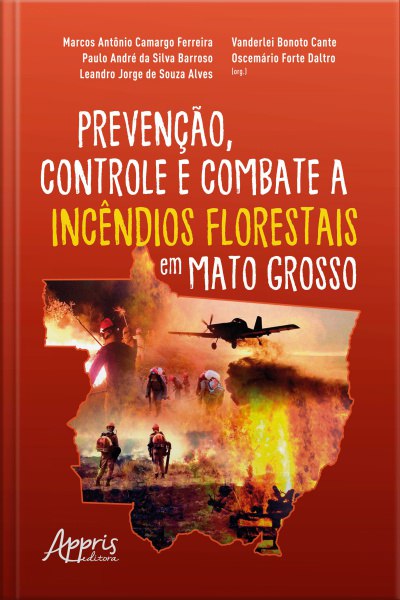 Marcos Antônio Camargo Ferreira
Paulo André da Silva Barroso
Leandro Jorge de Souza Alves
Vanderlei Bonoto Cante
Oscemário Forte Daltro
(org.)
PREVENÇÃO,
CONTROLE E COMBATE A
INCÊNDIOS FLORESTAIS
em MATO GROSSO
Appris
editora